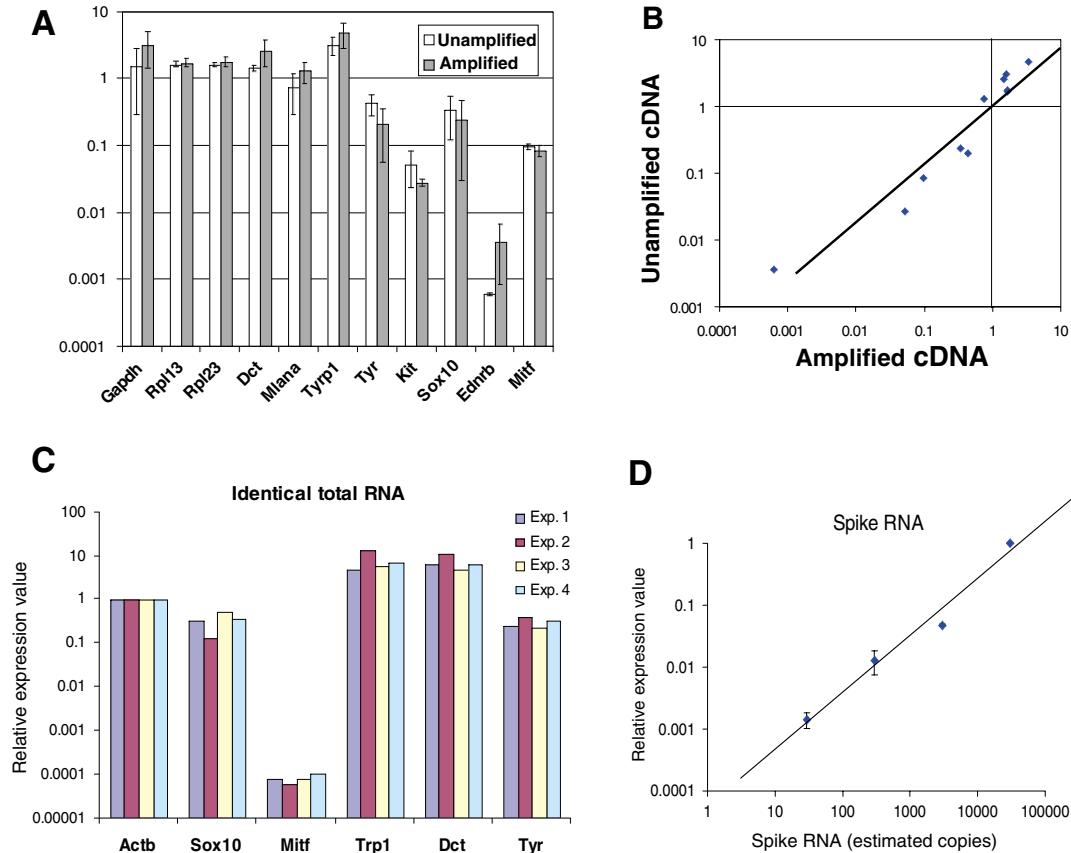 A
10
1
0.1
0.01
0.001
0.0001
Unamplified
Amplified
Gapdh
Rpl13
Rpl23
Dct
Mlana
Tyrp1
Tyr
Kit
Sox10
Ednrb
Mitf
B
Unamplified cDNA
10
1
0.1
0.01
0.001
0.0001
0.001
0.01
0.1
1
10
Amplified cDNA
C
Identical total RNA
Relative expression value
100
10
1
0.1
0.01
0.001
0.0001
0.00001
Exp. 1
Exp. 2
Exp. 3
Exp. 4
Actb
Sox10
Mitf
Trp1
Dct
Tyr
D
Spike RNA
Relative expression value
1
0.1
0.01
0.001
0.0001
1
10
100
1000
10000
100000
Spike RNA (estimated copies)